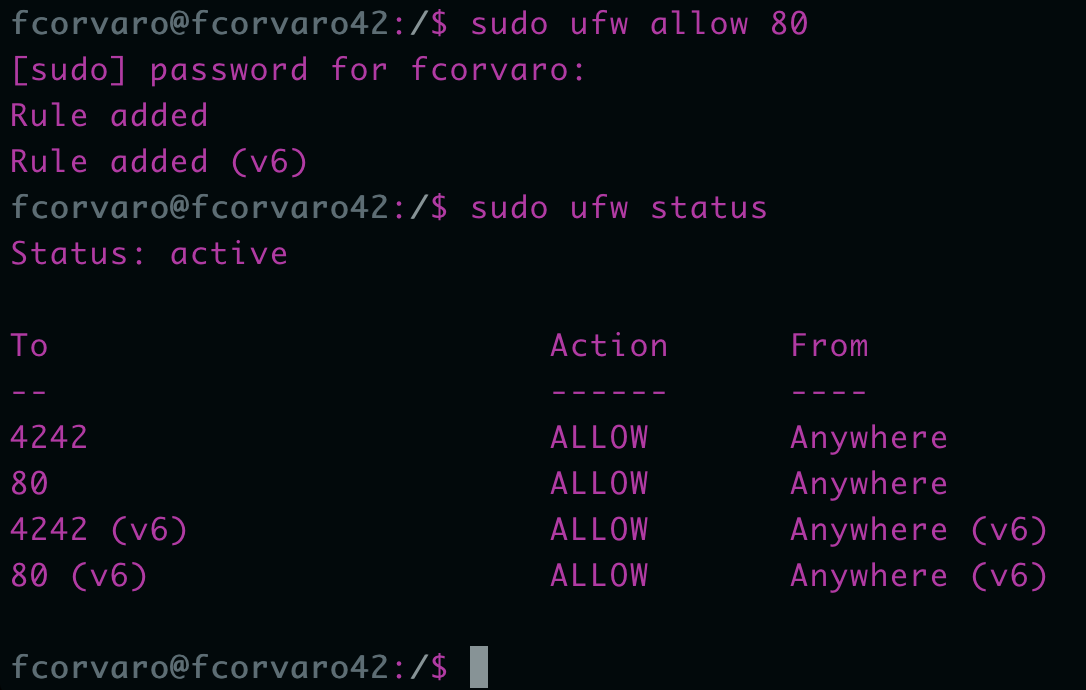 fcorvaro@fcorvaro42:/$ sudo ufw allow 80
[sudo] password for fcorvaro:
Rule added
Rule added (v6)
fcorvaro@fcorvaro42:/$ sudo ufw status
Status: active
To Action From
-- ------ ----
4242 ALLOW Anywhere
80 ALLOW Anywhere
4242 (v6) ALLOW Anywhere (v6)
80 (v6) ALLOW Anywhere (v6)
fcorvaro@fcorvaro42:/$